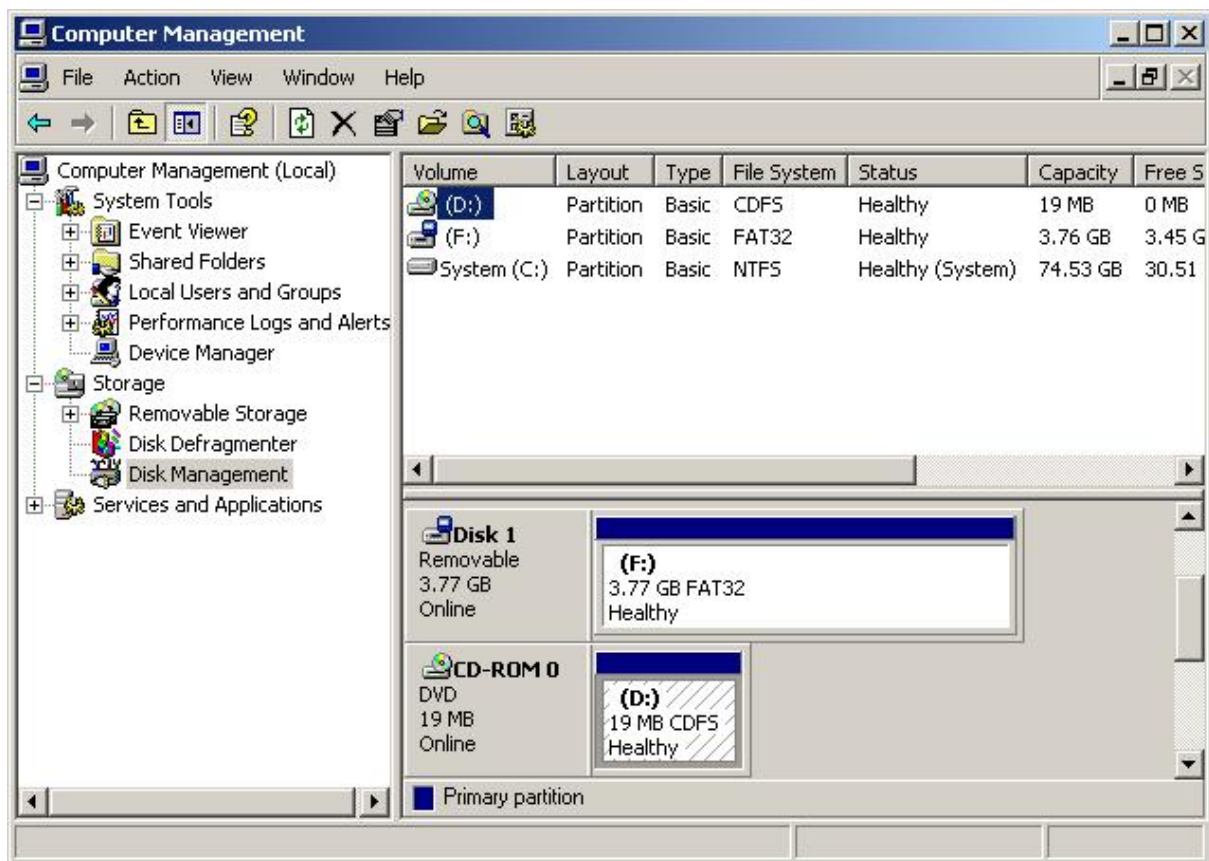 Computer Management
File Action View Window Help
Computer Management (Local)
System Tools
Event Viewer
Shared Folders
Local Users and Groups
Performance Logs and Alerts
Device Manager
Storage
Removable Storage
Disk Defragmenter
Disk Management
Services and Applications
Volume Layout Type File System Status Capacity Free S
(D:) Partition Basic CDFS Healthy 19 MB 0 MB
(F:) Partition Basic FAT32 Healthy 3.76 GB 3.45 G
System (C:) Partition Basic NTFS Healthy (System) 74.53 GB 30.51
Disk 1
Removable
3.77 GB
Online
(F:)
3.77 GB FAT32
Healthy
CD-ROM 0
DVD
19 MB
Online
(D:)
19 MB CDFS
Healthy
Primary partition